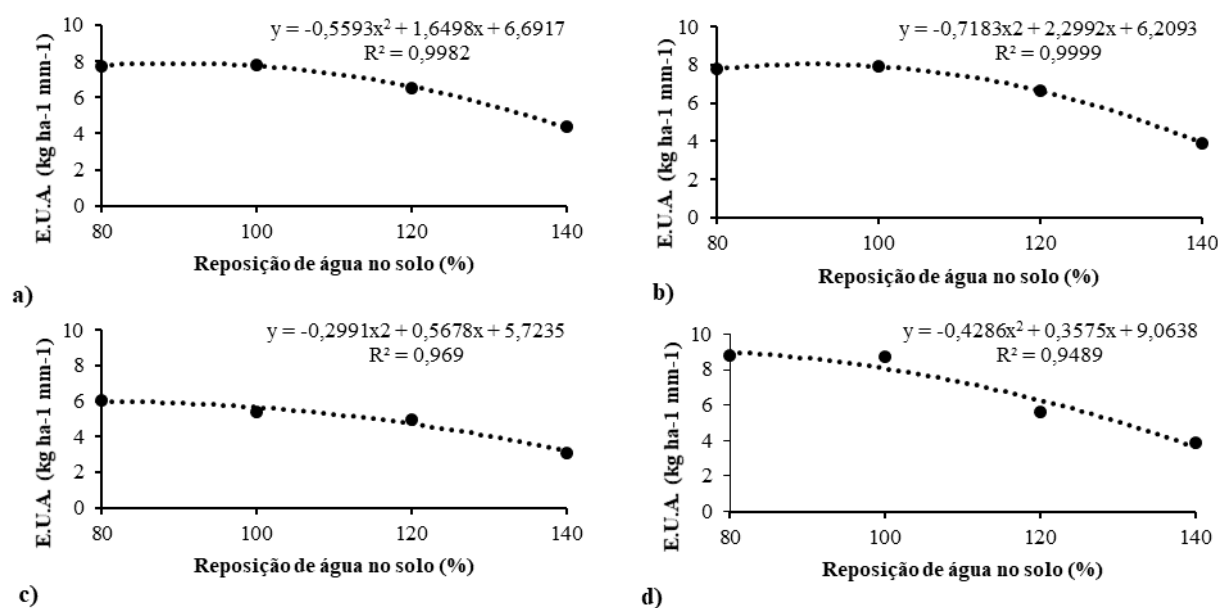 y = -0,5593x² + 1,6498x + 6,6917
R² = 0,9982
E.U.A. (kg ha-1 mm-1)
10
8
6
4
2
0
80 100 120 140
Reposição de água no solo (%)
a)
y = -0,7183x2 + 2,2992x + 6,2093
R² = 0,9999
E.U.A. (kg ha-1 mm-1)
10
8
6
4
2
0
80 100 120 140
Reposição de água no solo (%)
b)
y = -0,2991x2 + 0,5678x + 5,7235
R² = 0,969
E.U.A. (kg ha-1 mm-1)
10
8
6
4
2
0
80 100 120 140
Reposição de água no solo (%)
c)
y = -0,4286x² + 0,3575x + 9,0638
R² = 0,9489
E.U.A. (kg ha-1 mm-1)
10
8
6
4
2
0
80 100 120 140
Reposição de água no solo (%)
d)